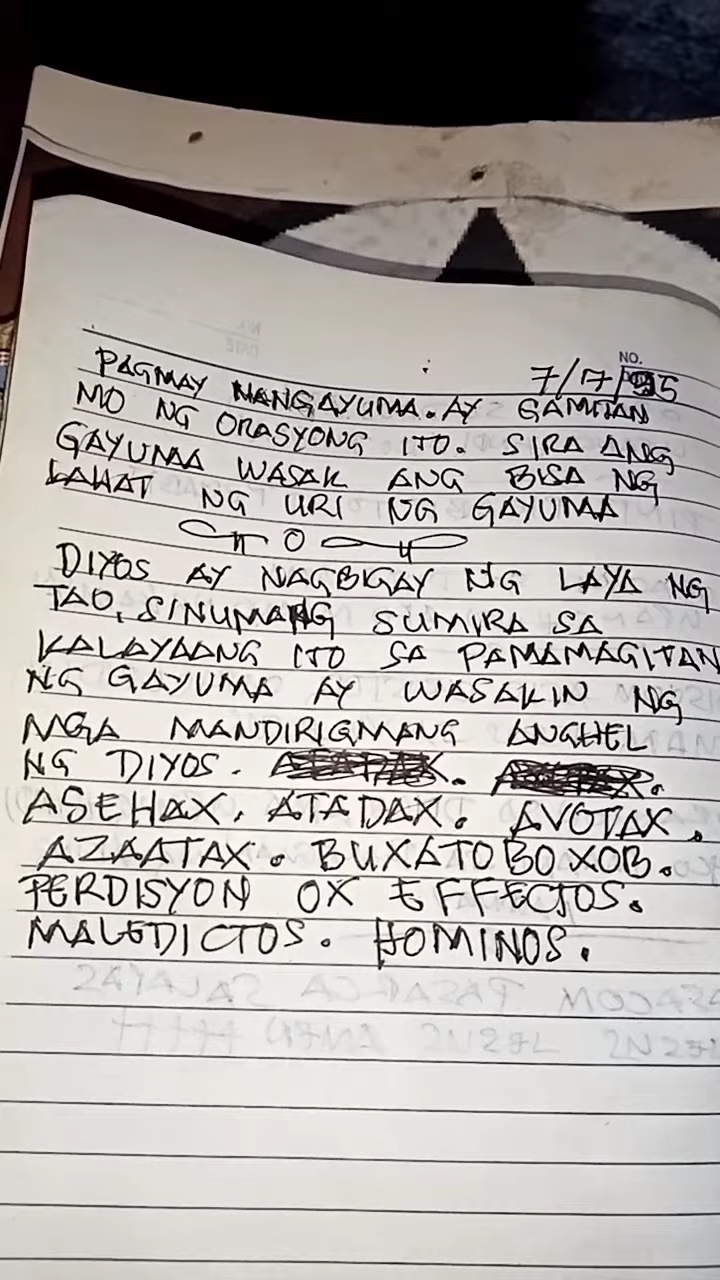 NO.
7/7/95
PAGMAY NANGAYUMA. AY GAMITAN
MO NG ORASYONG ITO. SIRA ANG
GAYUMA WASAK ANG BISA NG
LAHAT NG URI NG GAYUMA
DIYOS AY NAGBIGAY NG LAYA NG
TAO, SINUMANG SUMIRA SA
KALAYAANG ITO SA PAMAMAGITAN
NG GAYUMA AY WASAKIN NG
MGA MANDIRIGMANG ANGHEL
NG DIYOS.
ASEHAX. ATADAX. AVOTAX.
AZAATAX. BUXATOBOXOB.
PERDISYON OX EFFECTOS.
MALEDICTOS. HOMINOS.